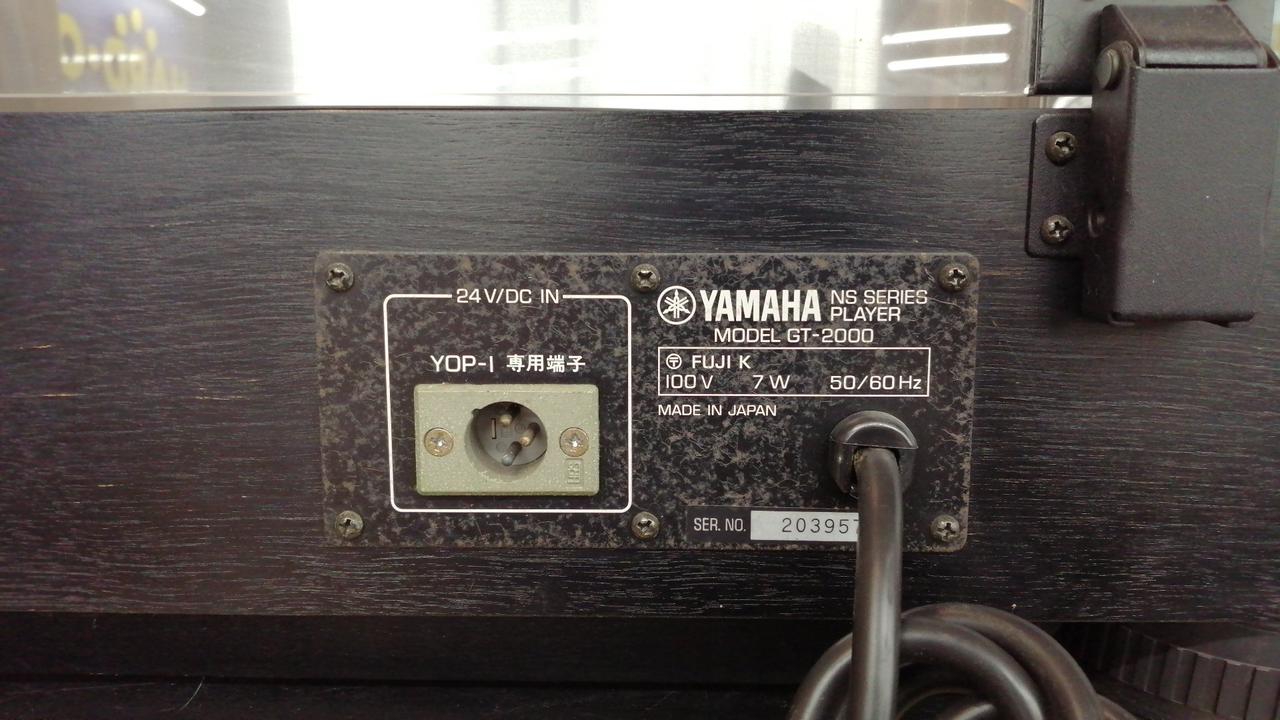 24V/DC IN
YOP-1 専用端子
YAMAHA NS SERIES
PLAYER
MODEL GT-2000
〒 FUJI K
100V 7W 50/60Hz
MADE IN JAPAN
SER. NO. 203957